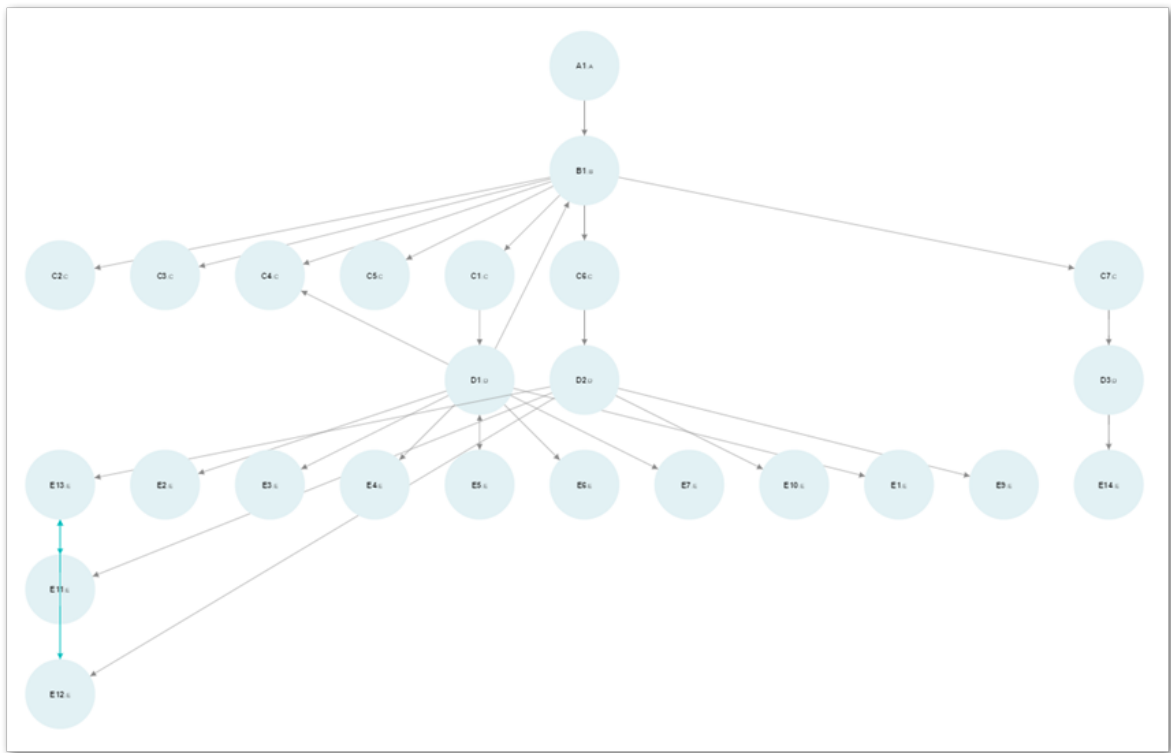 A1 A
B1 B
C2 C
C3 C
C4 C
C5 C
C1 C
C6 C
C7 C
D1 D
D2 D
D3 D
E13 E
E2 E
E3 E
E4 E
E5 E
E6 E
E7 E
E10 E
E1 E
E9 E
E14 E
E11 E
E12 E